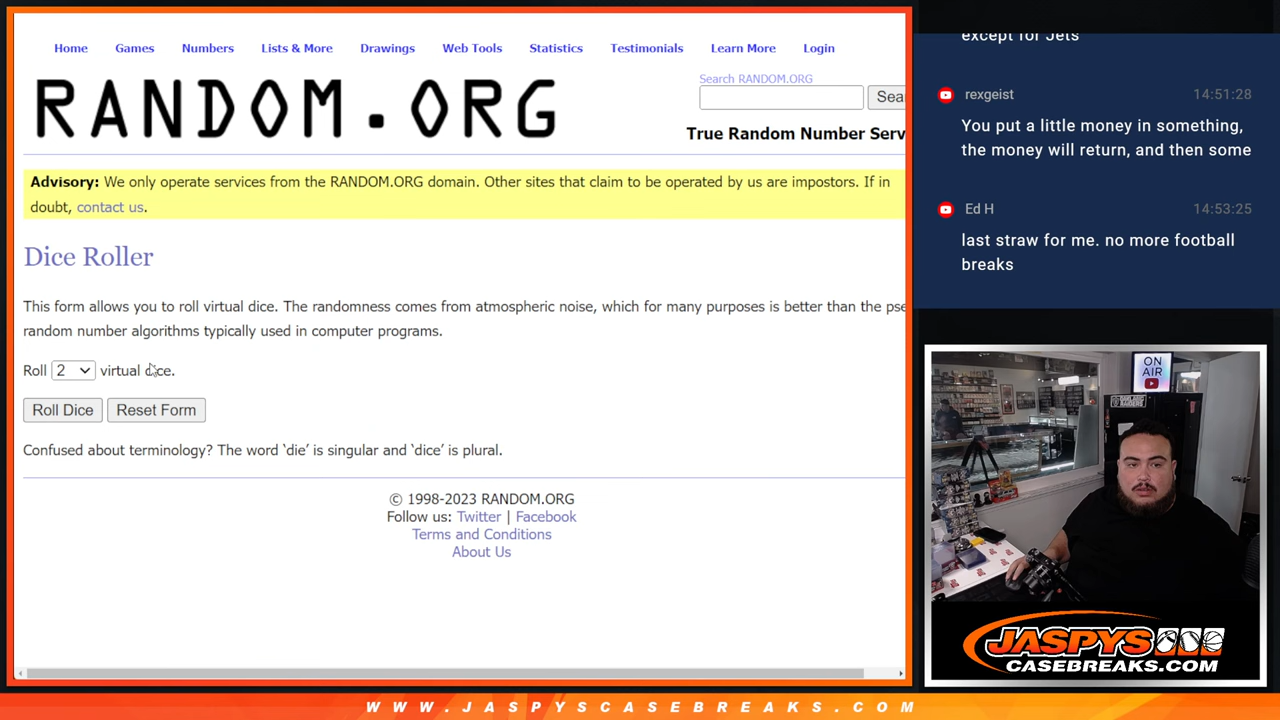 Home Games Numbers Lists & More Drawings Web Tools Statistics Testimonials Learn More Login
RANDOM.ORG
Search RANDOM.ORG
Sea
True Random Number Serv
Advisory: We only operate services from the RANDOM.ORG domain. Other sites that claim to be operated by us are impostors. If in
doubt, contact us.
Dice Roller
This form allows you to roll virtual dice. The randomness comes from atmospheric noise, which for many purposes is better than the pse
random number algorithms typically used in computer programs.
Roll 2 virtual dice.
Roll Dice Reset Form
Confused about terminology? The word ‘die’ is singular and ‘dice’ is plural.
© 1998-2023 RANDOM.ORG
Follow us: Twitter | Facebook
Terms and Conditions
About Us
except for Jets
rexgeist 14:51:28
You put a little money in something,
the money will return, and then some
Ed H 14:53:25
last straw for me. no more football
breaks
ON
AIR
JASPYS
CASEBREAKS.COM
WWW.JASPYSCASEBREAKS.COM